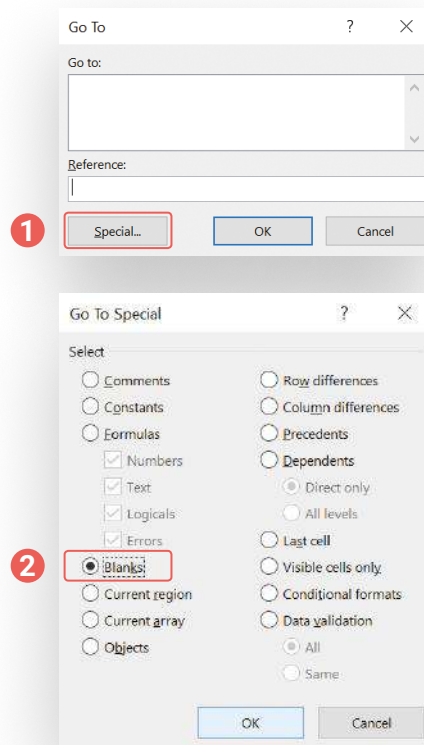 Go To ?
Go to:
Reference:
1 Special... OK Cancel
Go To Special ?
Select
Comments Row differences
Constants Column differences
Formulas Precedents
Numbers Dependents
Text Direct only
Logicals All levels
Errors Last cell
2 Blanks Visible cells only
Current region Conditional formats
Current array Data validation
Objects All
Same
OK Cancel